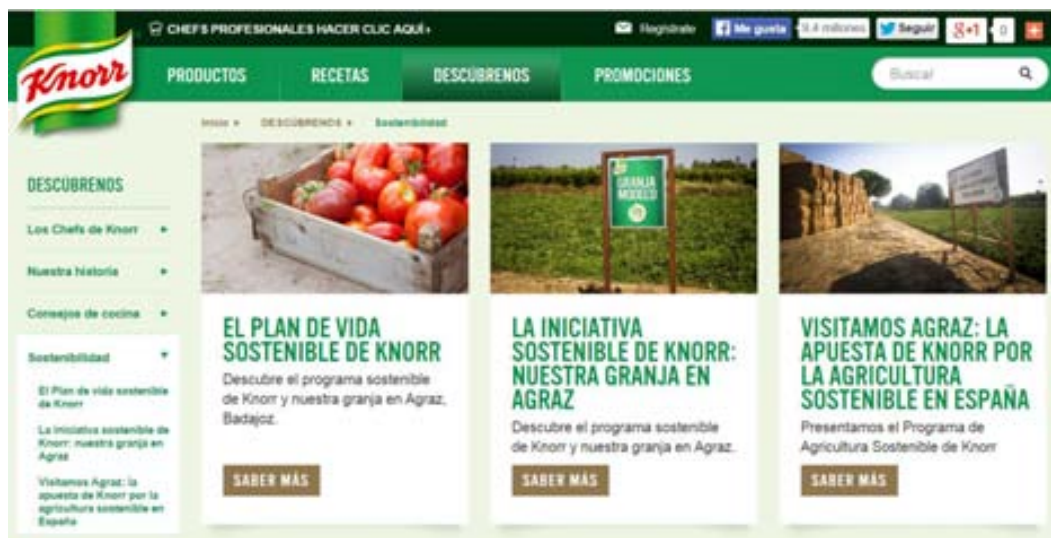 CHEFS PROFESIONALES HACER CLIC AQUÍ
Regístrate
Me gusta
9.4 millones
Seguir
g+1
0
Knorr
PRODUCTOS
RECETAS
DESCÚBRENOS
PROMOCIONES
Buscar
Inicio
DESCÚBRENOS
Sostenibilidad
DESCÚBRENOS
Los Chefs de Knorr
Nuestra historia
Consejos de cocina
Sostenibilidad
El Plan de vida sostenible
de Knorr
La iniciativa sostenible de
Knorr: nuestra granja en
Agraz
Visitamos Agraz: la
apuesta de Knorr por la
agricultura sostenible en
España
EL PLAN DE VIDA
SOSTENIBLE DE KNORR
Descubre el programa sostenible
de Knorr y nuestra granja en Agraz,
Badajoz.
SABER MÁS
GRANJA
MODELO
LA INICIATIVA
SOSTENIBLE DE KNORR:
NUESTRA GRANJA EN
AGRAZ
Descubre el programa sostenible
de Knorr y nuestra granja en Agraz.
SABER MÁS
VISITAMOS AGRAZ: LA
APUESTA DE KNORR POR
LA AGRICULTURA
SOSTENIBLE EN ESPAÑA
Presentamos el Programa de
Agricultura Sostenible de Knorr
SABER MÁS